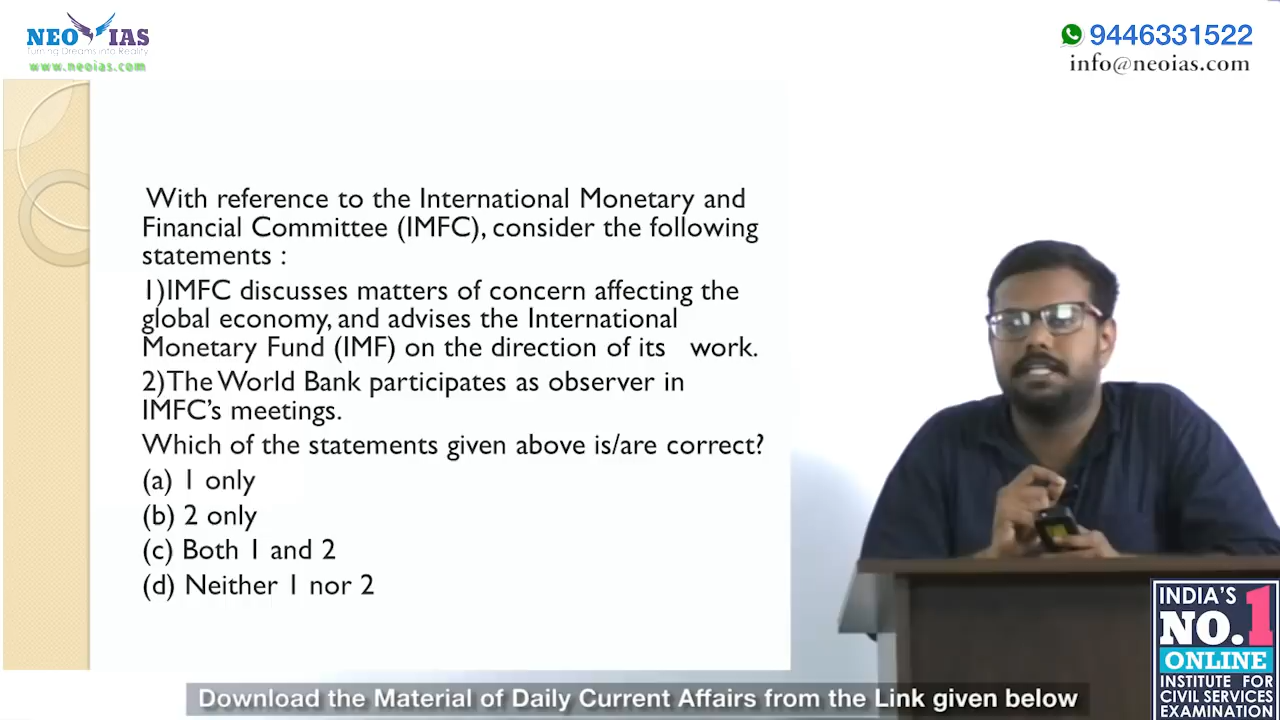 NEO IAS
Turning Dreams into Reality
www.neoias.com
9446331522
info@neoias.com
With reference to the International Monetary and
Financial Committee (IMFC), consider the following
statements :
1)IMFC discusses matters of concern affecting the
global economy, and advises the International
Monetary Fund (IMF) on the direction of its work.
2)The World Bank participates as observer in
IMFC's meetings.
Which of the statements given above is/are correct?
(a) 1 only
(b) 2 only
(c) Both 1 and 2
(d) Neither 1 nor 2
INDIA'S
NO.1
ONLINE
INSTITUTE FOR
CIVIL SERVICES
EXAMINATION
Download the Material of Daily Current Affairs from the Link given below